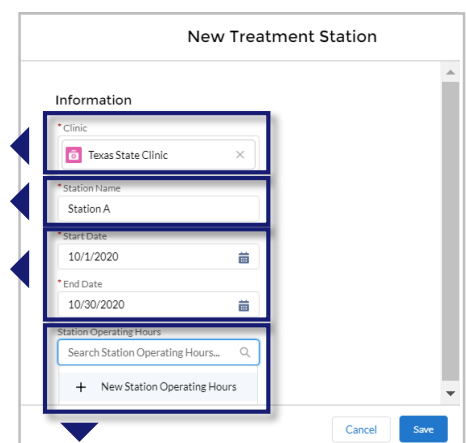 New Treatment Station
Information
* Clinic
Texas State Clinic
* Station Name
Station A
* Start Date
10/1/2020
* End Date
10/30/2020
Station Operating Hours
Search Station Operating Hours...
+ New Station Operating Hours
Cancel Save